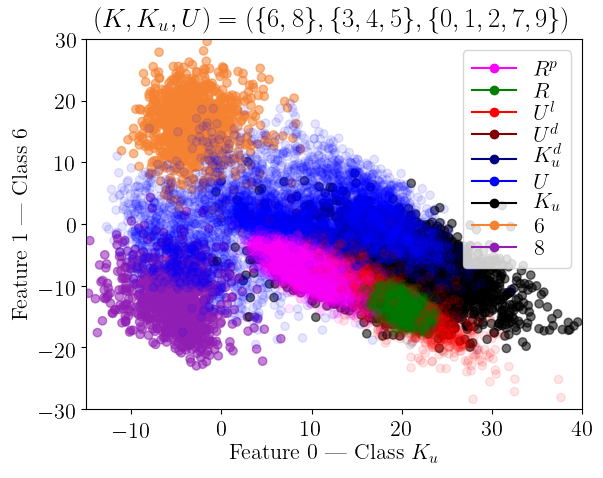 (K, K_u, U) = ({6, 8}, {3, 4, 5}, {0, 1, 2, 7, 9})
30
20
10
0
−10
−20
−30
Feature 1 — Class 6
R^p
R
U^l
U^d
K_u^d
U
K_u
6
8
−10
0
10
20
30
40
Feature 0 — Class K_u